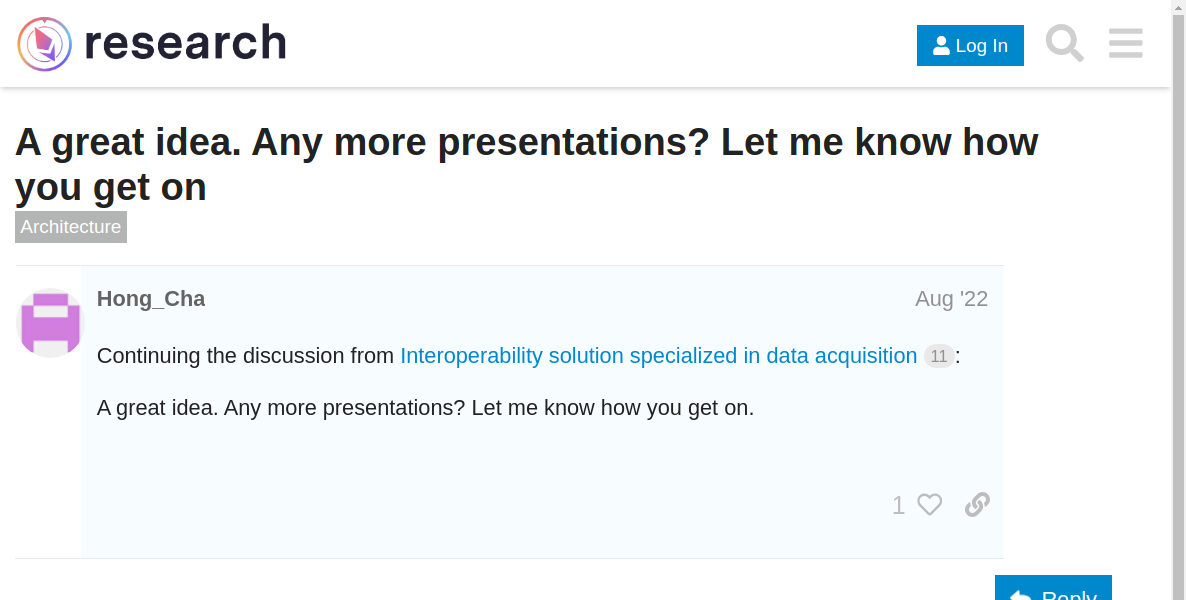 research
Log In
A great idea. Any more presentations? Let me know how
you get on
Architecture
Hong_Cha
Aug '22
Continuing the discussion from Interoperability solution specialized in data acquisition 11:
A great idea. Any more presentations? Let me know how you get on.
1
Reply